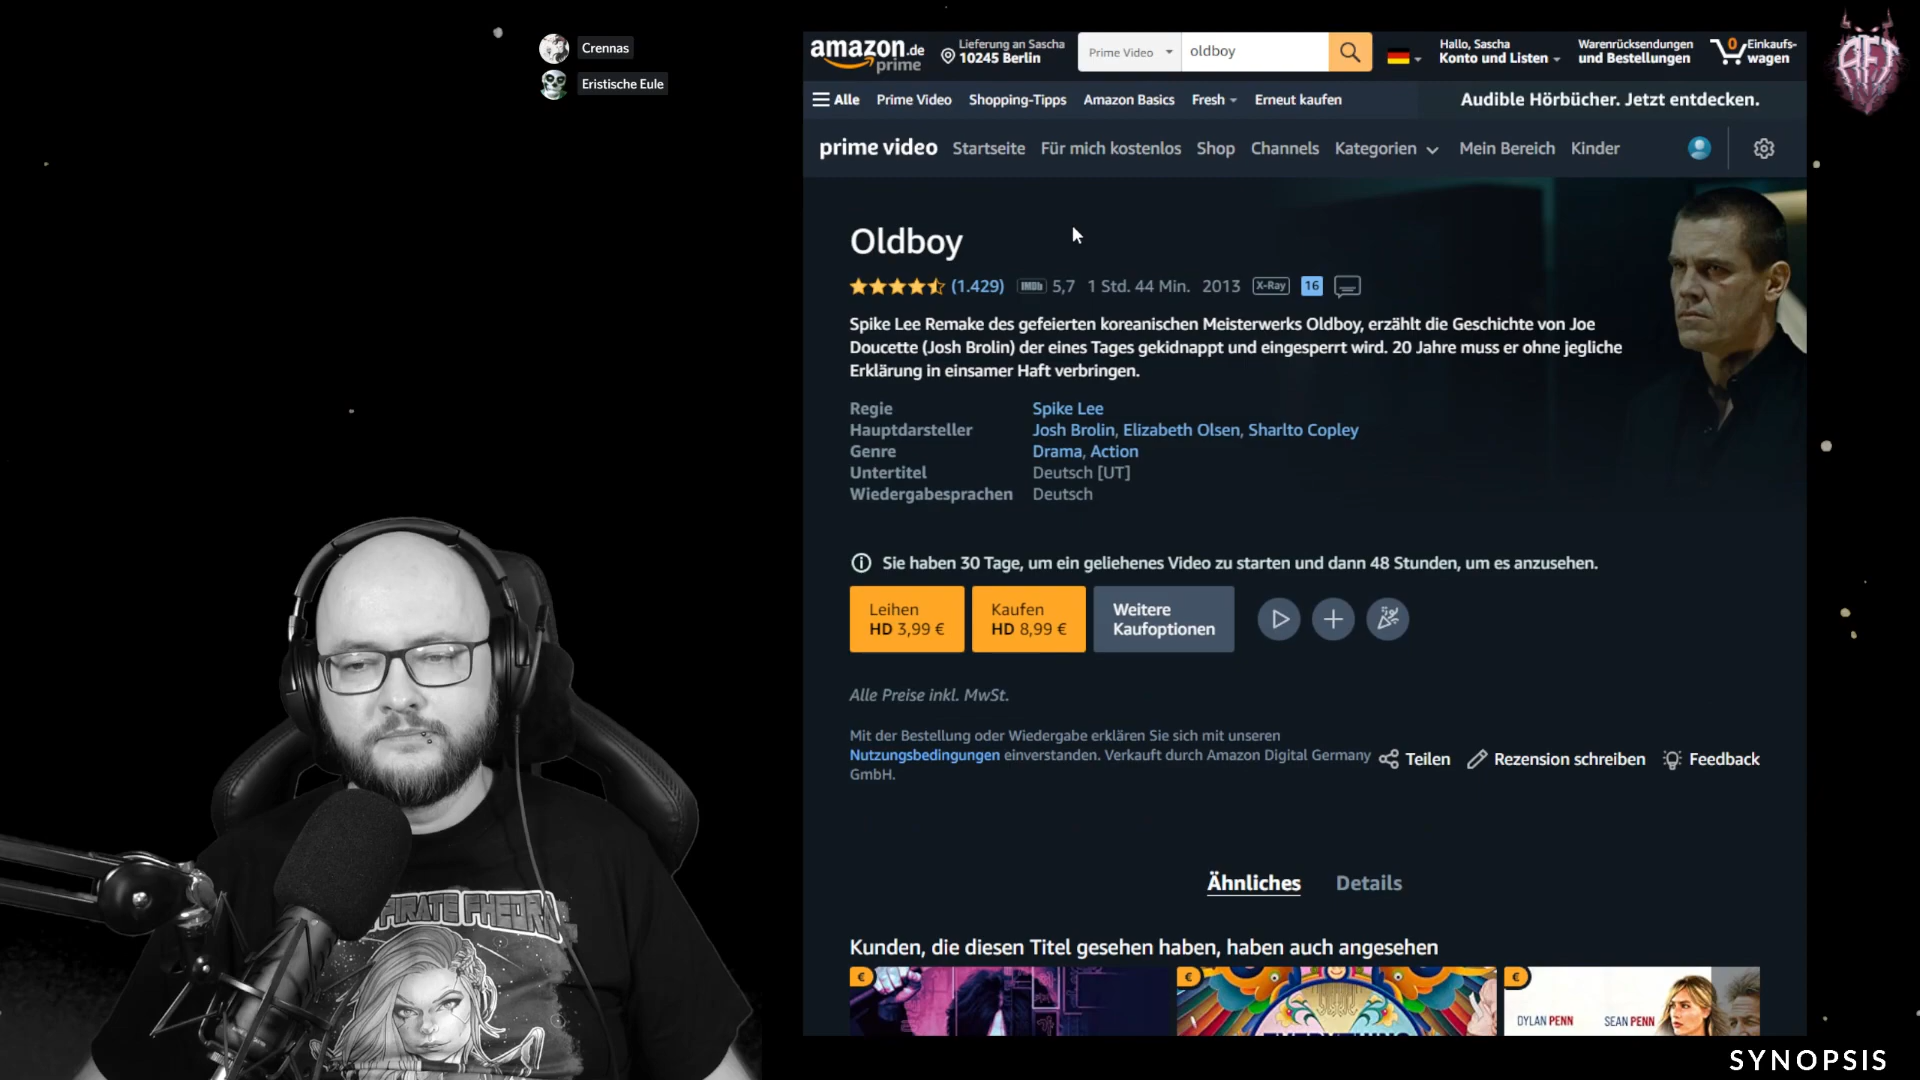 Crennas
Eristische Eule
amazon.de
prime
Lieferung an Sascha
10245 Berlin
Prime Video
oldboy
Hallo, Sascha
Konto und Listen
Warenrücksendungen
und Bestellungen
0
Einkaufs-
wagen
Alle
Prime Video
Shopping-Tipps
Amazon Basics
Fresh
Erneut kaufen
Audible Hörbücher. Jetzt entdecken.
prime video
Startseite
Für mich kostenlos
Shop
Channels
Kategorien
Mein Bereich
Kinder
Oldboy
(1.429) IMDb 5,7 1 Std. 44 Min. 2013 X-Ray 16
Spike Lee Remake des gefeierten koreanischen Meisterwerks Oldboy, erzählt die Geschichte von Joe
Doucette (Josh Brolin) der eines Tages gekidnappt und eingesperrt wird. 20 Jahre muss er ohne jegliche
Erklärung in einsamer Haft verbringen.
Regie Spike Lee
Hauptdarsteller Josh Brolin, Elizabeth Olsen, Sharlto Copley
Genre Drama, Action
Untertitel Deutsch [UT]
Wiedergabesprachen Deutsch
Sie haben 30 Tage, um ein geliehenes Video zu starten und dann 48 Stunden, um es anzusehen.
Leihen
HD 3,99 €
Kaufen
HD 8,99 €
Weitere
Kaufoptionen
Alle Preise inkl. MwSt.
Mit der Bestellung oder Wiedergabe erklären Sie sich mit unseren
Nutzungsbedingungen einverstanden. Verkauft durch Amazon Digital Germany
GmbH.
Teilen
Rezension schreiben
Feedback
Ähnliches
Details
Kunden, die diesen Titel gesehen haben, haben auch angesehen
€
€
€
DYLAN PENN
SEAN PENN
PIRATE
SYNOPSIS